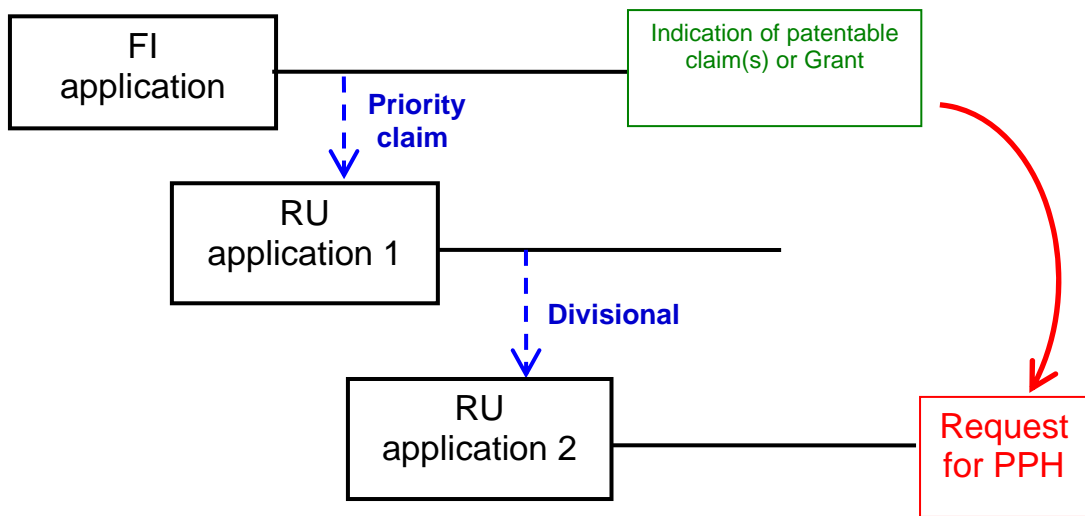 FI
application
Indication of patentable
claim(s) or Grant
Priority
claim
RU
application 1
Divisional
RU
application 2
Request
for PPH